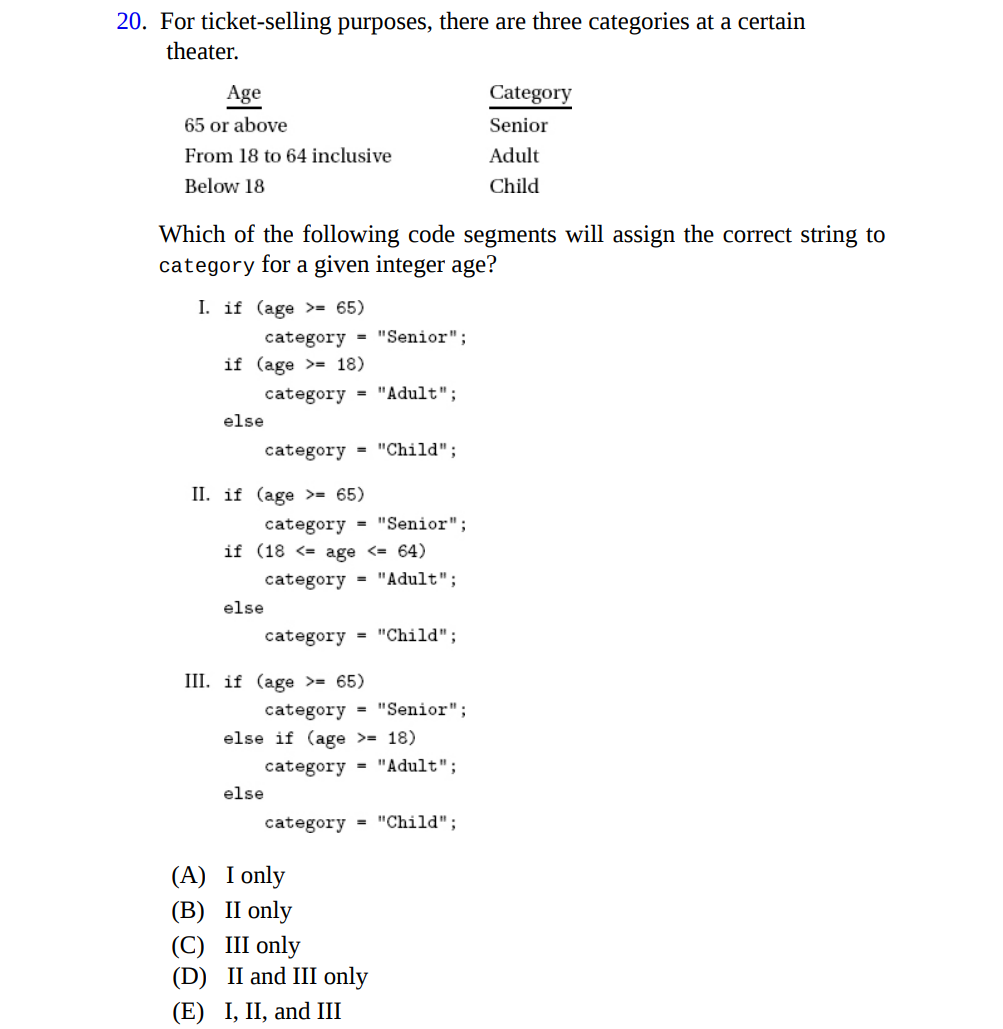 20. For ticket-selling purposes, there are three categories at a certain
theater.
Age Category
65 or above Senior
From 18 to 64 inclusive Adult
Below 18 Child
Which of the following code segments will assign the correct string to
category for a given integer age?
I. if (age >= 65)
category = "Senior";
if (age >= 18)
category = "Adult";
else
category = "Child";
II. if (age >= 65)
category = "Senior";
if (18 <= age <= 64)
category = "Adult";
else
category = "Child";
III. if (age >= 65)
category = "Senior";
else if (age >= 18)
category = "Adult";
else
category = "Child";
(A) I only
(B) II only
(C) III only
(D) II and III only
(E) I, II, and III